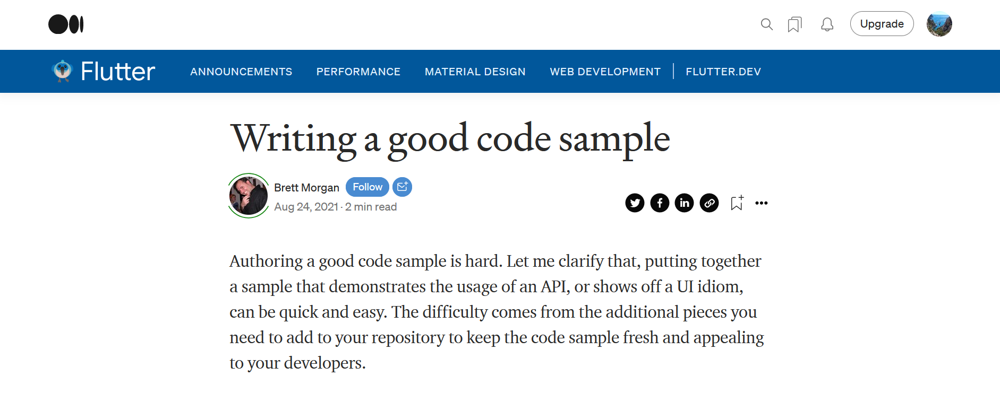 Upgrade
Flutter
ANNOUNCEMENTS
PERFORMANCE
MATERIAL DESIGN
WEB DEVELOPMENT
FLUTTER.DEV
Writing a good code sample
Brett Morgan
Follow
Aug 24, 2021 · 2 min read
Authoring a good code sample is hard. Let me clarify that, putting together
a sample that demonstrates the usage of an API, or shows off a UI idiom,
can be quick and easy. The difficulty comes from the additional pieces you
need to add to your repository to keep the code sample fresh and appealing
to your developers.